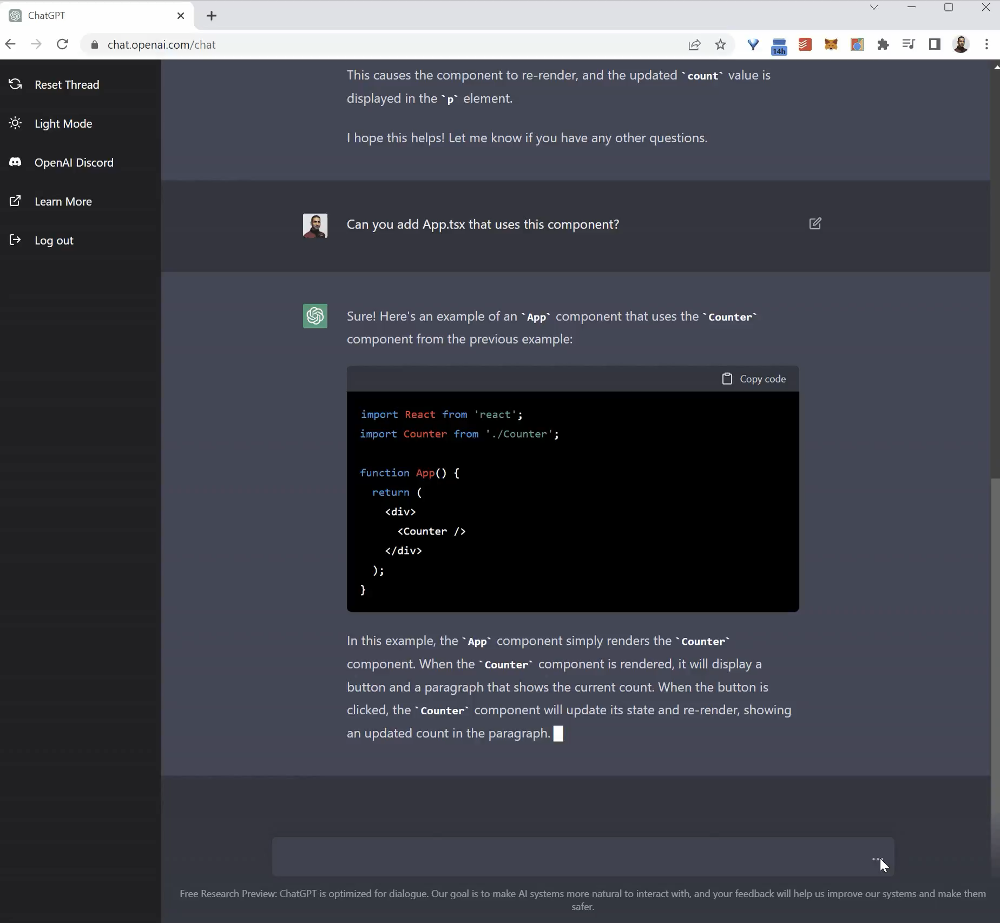 ChatGPT
chat.openai.com/chat
14h
Reset Thread
Light Mode
OpenAI Discord
Learn More
Log out
This causes the component to re-render, and the updated `count` value is
displayed in the `p` element.
I hope this helps! Let me know if you have any other questions.
Can you add App.tsx that uses this component?
Sure! Here's an example of an `App` component that uses the `Counter`
component from the previous example:
Copy code
import React from 'react';
import Counter from './Counter';
function App() {
  return (
    <div>
      <Counter />
    </div>
  );
}
In this example, the `App` component simply renders the `Counter`
component. When the `Counter` component is rendered, it will display a
button and a paragraph that shows the current count. When the button is
clicked, the `Counter` component will update its state and re-render, showing
an updated count in the paragraph.
Free Research Preview: ChatGPT is optimized for dialogue. Our goal is to make AI systems more natural to interact with, and your feedback will help us improve our systems and make them
safer.